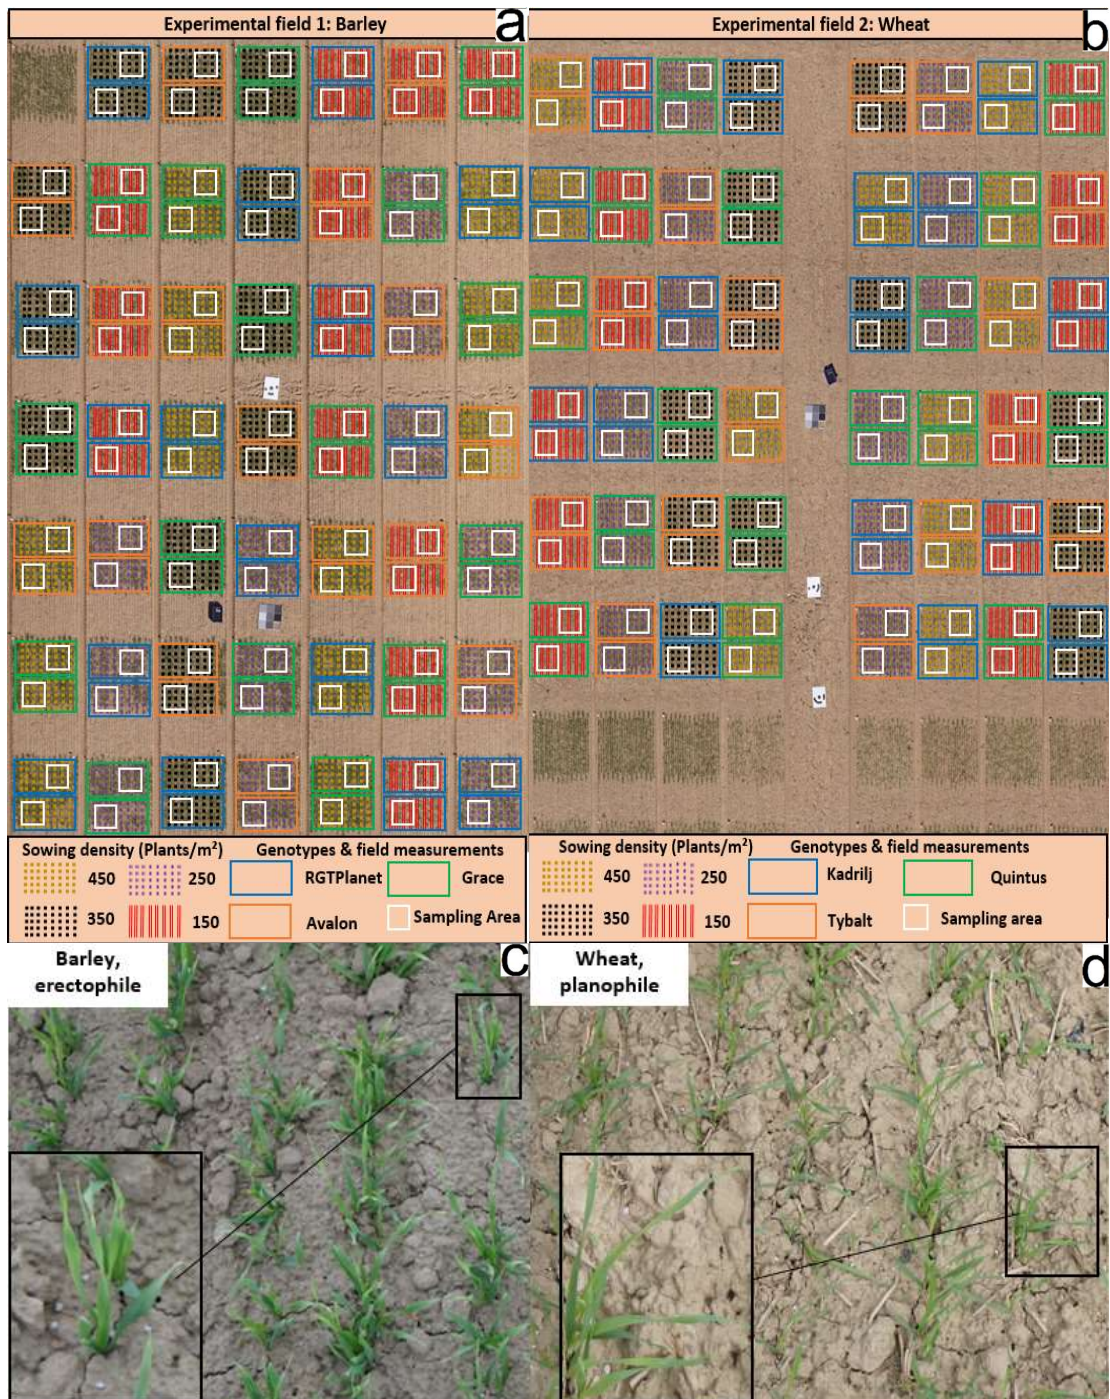 Experimental field 1: Barley
a
Experimental field 2: Wheat
b
Sowing density (Plants/m²)
Genotypes & field measurements
450
250
RGTPlanet
Grace
350
150
Avalon
Sampling Area
Sowing density (Plants/m²)
Genotypes & field measurements
450
250
Kadrilj
Quintus
350
150
Tybalt
Sampling area
Barley,
erectophile
c
Wheat,
planophile
d